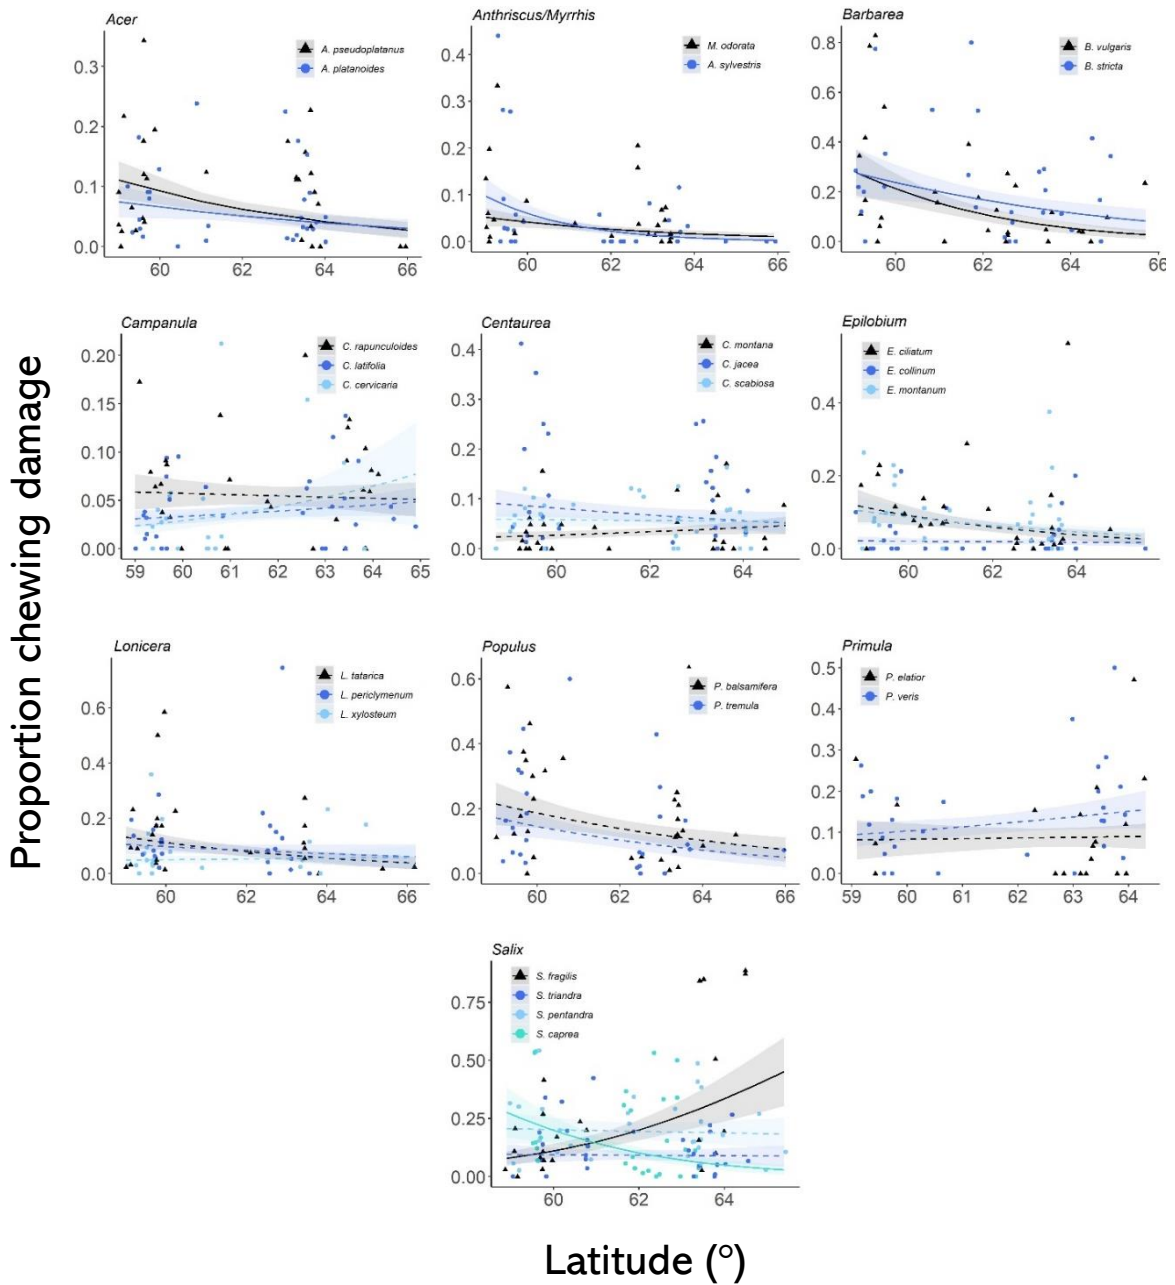 Acer
A. pseudoplatanus
A. platanoides
0.3
0.2
0.1
0.0
60 62 64 66
Anthriscus/Myrrhis
M. odorata
A. sylvestris
0.4
0.3
0.2
0.1
0.0
60 62 64 66
Barbarea
B. vulgaris
B. stricta
0.8
0.6
0.4
0.2
0.0
60 62 64 66
Proportion chewing damage
Campanula
C. rapunculoides
C. latifolia
C. cervicaria
0.20
0.15
0.10
0.05
0.00
59 60 61 62 63 64 65
Centaurea
C. montana
C. jacea
C. scabiosa
0.4
0.3
0.2
0.1
0.0
60 62 64
Epilobium
E. ciliatum
E. collinum
E. montanum
0.4
0.2
0.0
60 62 64
Lonicera
L. tatarica
L. periclymenum
L. xylosteum
0.6
0.4
0.2
0.0
60 62 64 66
Populus
P. balsamifera
P. tremula
0.6
0.4
0.2
0.0
60 62 64 66
Primula
P. elatior
P. veris
0.5
0.4
0.3
0.2
0.1
0.0
59 60 61 62 63 64
Salix
S. fragilis
S. triandra
S. pentandra
S. caprea
0.75
0.50
0.25
0.00
60 62 64
Latitude (°)